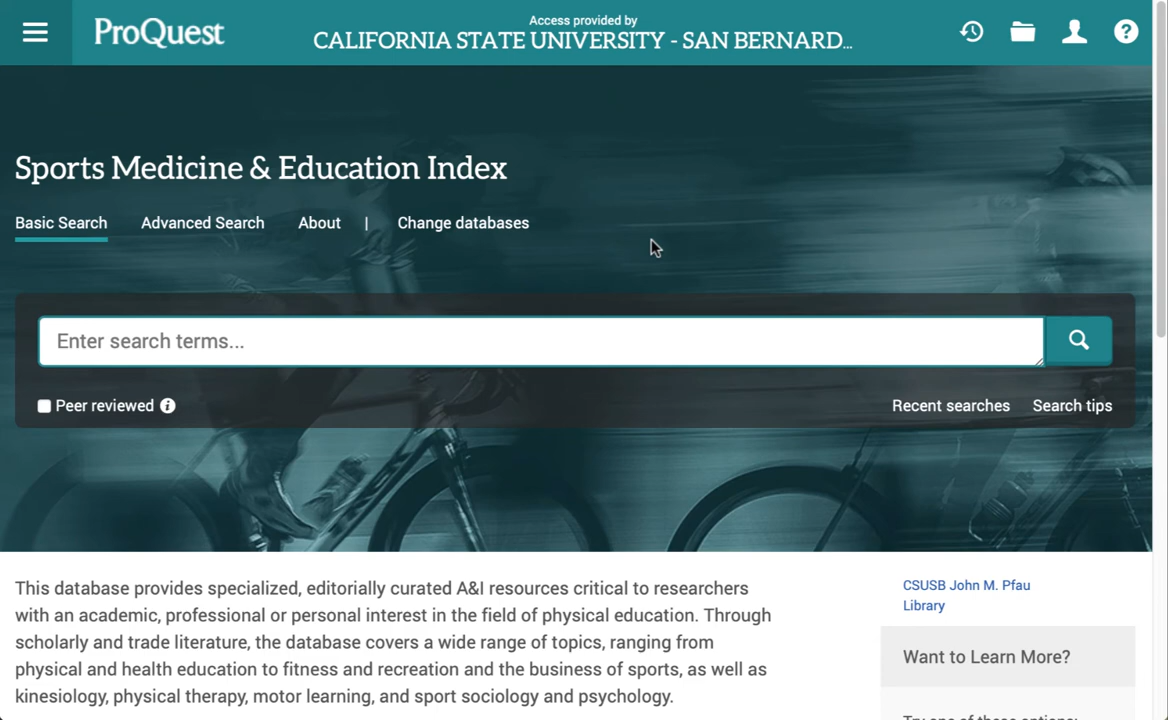 ProQuest
Access provided by
CALIFORNIA STATE UNIVERSITY - SAN BERNARD...
?
Sports Medicine & Education Index
Basic Search Advanced Search About | Change databases
Enter search terms...
Peer reviewed i
Recent searches Search tips
This database provides specialized, editorially curated A&I resources critical to researchers
with an academic, professional or personal interest in the field of physical education. Through
scholarly and trade literature, the database covers a wide range of topics, ranging from
physical and health education to fitness and recreation and the business of sports, as well as
kinesiology, physical therapy, motor learning, and sport sociology and psychology.
CSUSB John M. Pfau
Library
Want to Learn More?
Try one of these options: